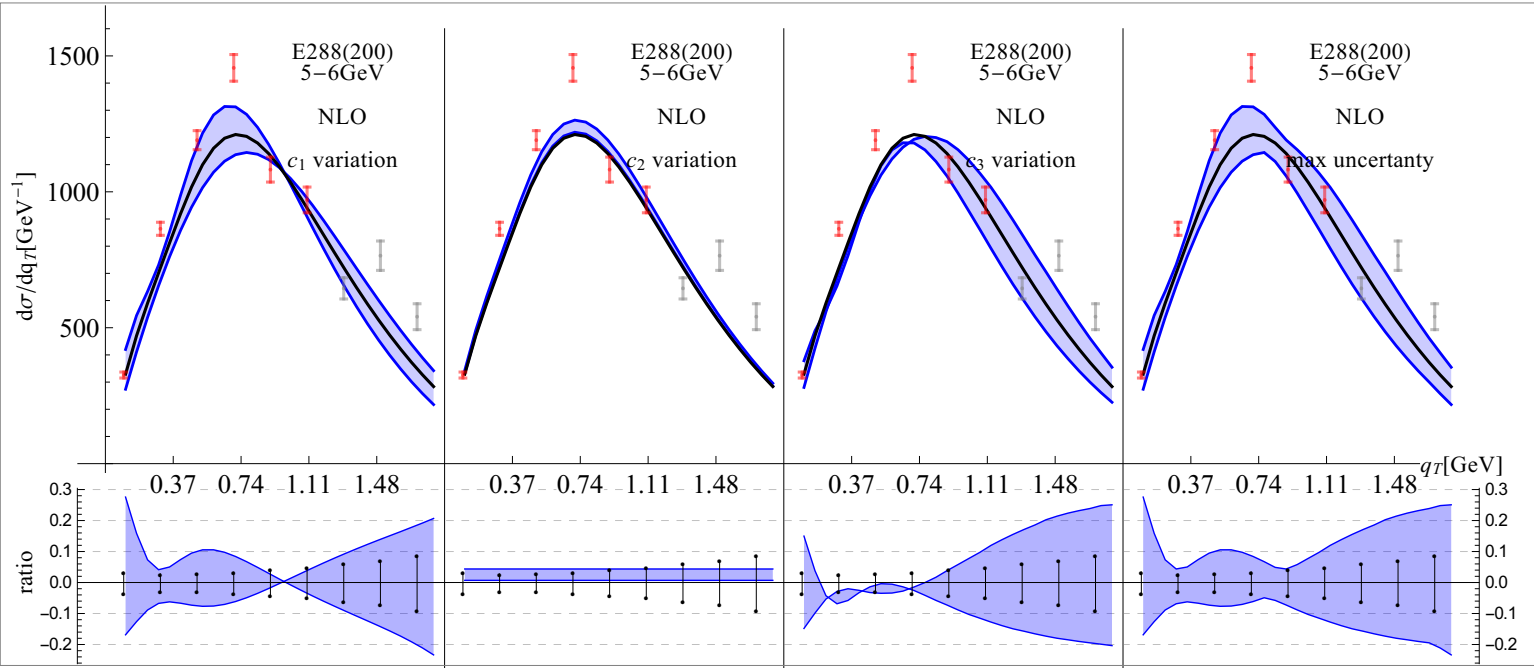 1500
1000
500
dσ/dq_T[GeV⁻¹]
E288(200)
5−6GeV
NLO
c₁ variation
E288(200)
5−6GeV
NLO
c₂ variation
E288(200)
5−6GeV
NLO
c₃ variation
E288(200)
5−6GeV
NLO
max uncertanty
q_T[GeV]
0.37 0.74 1.11 1.48
0.37 0.74 1.11 1.48
0.37 0.74 1.11 1.48
0.37 0.74 1.11 1.48
ratio
0.3
0.2
0.1
0.0
−0.1
−0.2
0.3
0.2
0.1
0.0
−0.1
−0.2